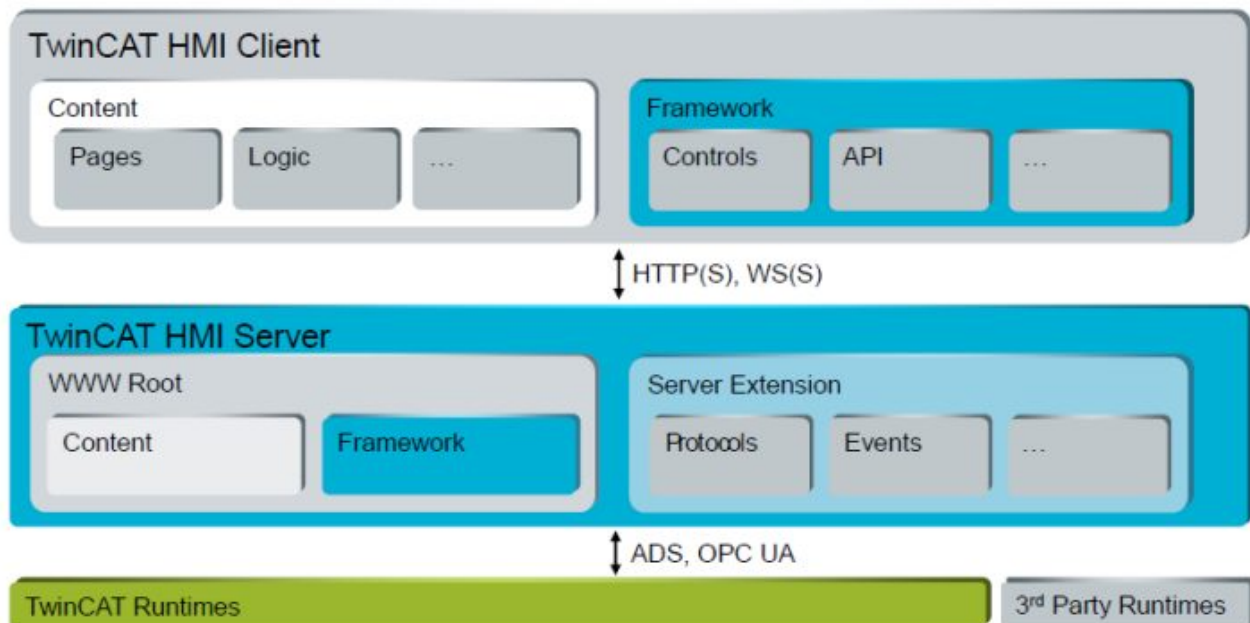 TwinCAT HMI Client
Content
Framework
Pages
Logic
...
Controls
API
...
HTTP(S), WS(S)
TwinCAT HMI Server
WWW Root
Server Extension
Content
Framework
Protocols
Events
...
ADS, OPC UA
TwinCAT Runtimes
3rd Party Runtimes